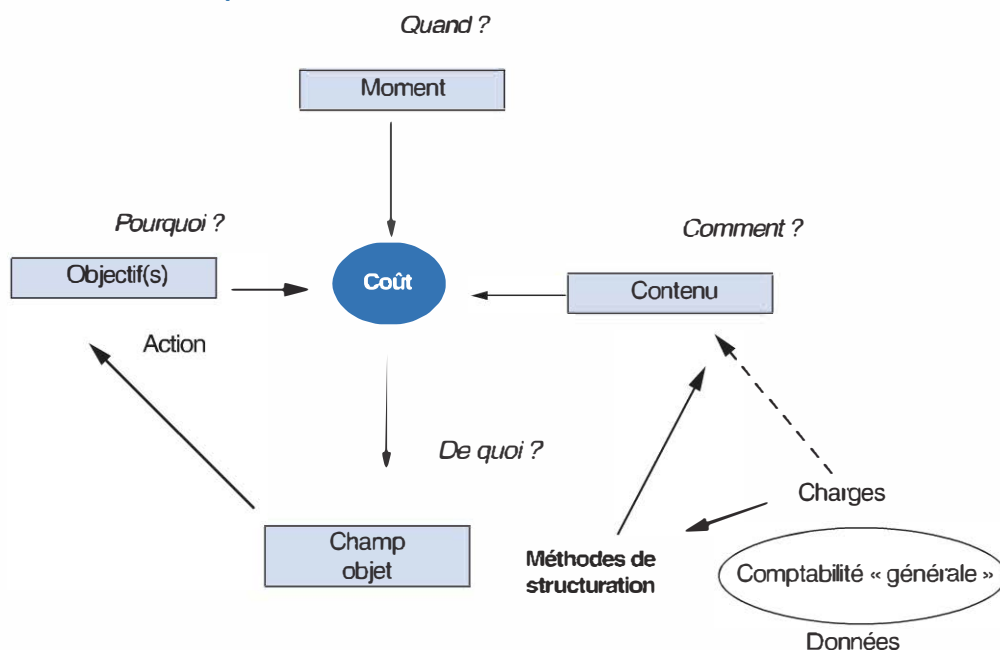 Quand ?
Moment
Pourquoi ?
Comment ?
Objectif(s)
Coût
Contenu
Action
De quoi ?
Charges
Champ
objet
Méthodes de
structuration
Comptabilité « générale »
Données